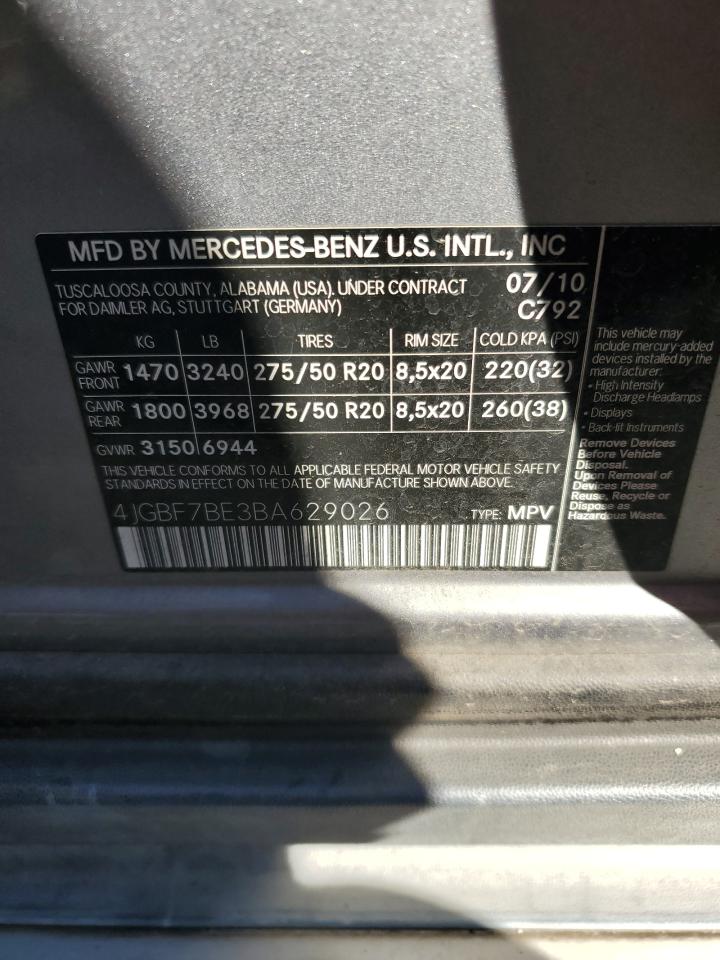 MFD BY MERCEDES-BENZ U.S. INTL., INC
TUSCALOOSA COUNTY, ALABAMA (USA). UNDER CONTRACT
FOR DAIMLER AG, STUTTGART (GERMANY)
07/10
C792
KG LB TIRES RIM SIZE COLD KPA (PSI)
GAWR FRONT 1470 3240 275/50 R20 8,5x20 220(32)
GAWR REAR 1800 3968 275/50 R20 8,5x20 260(38)
GVWR 3150 6944
THIS VEHICLE CONFORMS TO ALL APPLICABLE FEDERAL MOTOR VEHICLE SAFETY
STANDARDS IN EFFECT ON THE DATE OF MANUFACTURE SHOWN ABOVE.
4JGBF7BE3BA629026 TYPE: MPV
This vehicle may
include mercury-added
devices installed by the
manufacturer:
• High Intensity
Discharge Headlamps
• Displays
• Back-lit Instruments
Remove Devices
Before Vehicle
Disposal.
Upon Removal of
Devices Please
Reuse, Recycle or
Dispose as
Hazardous Waste.